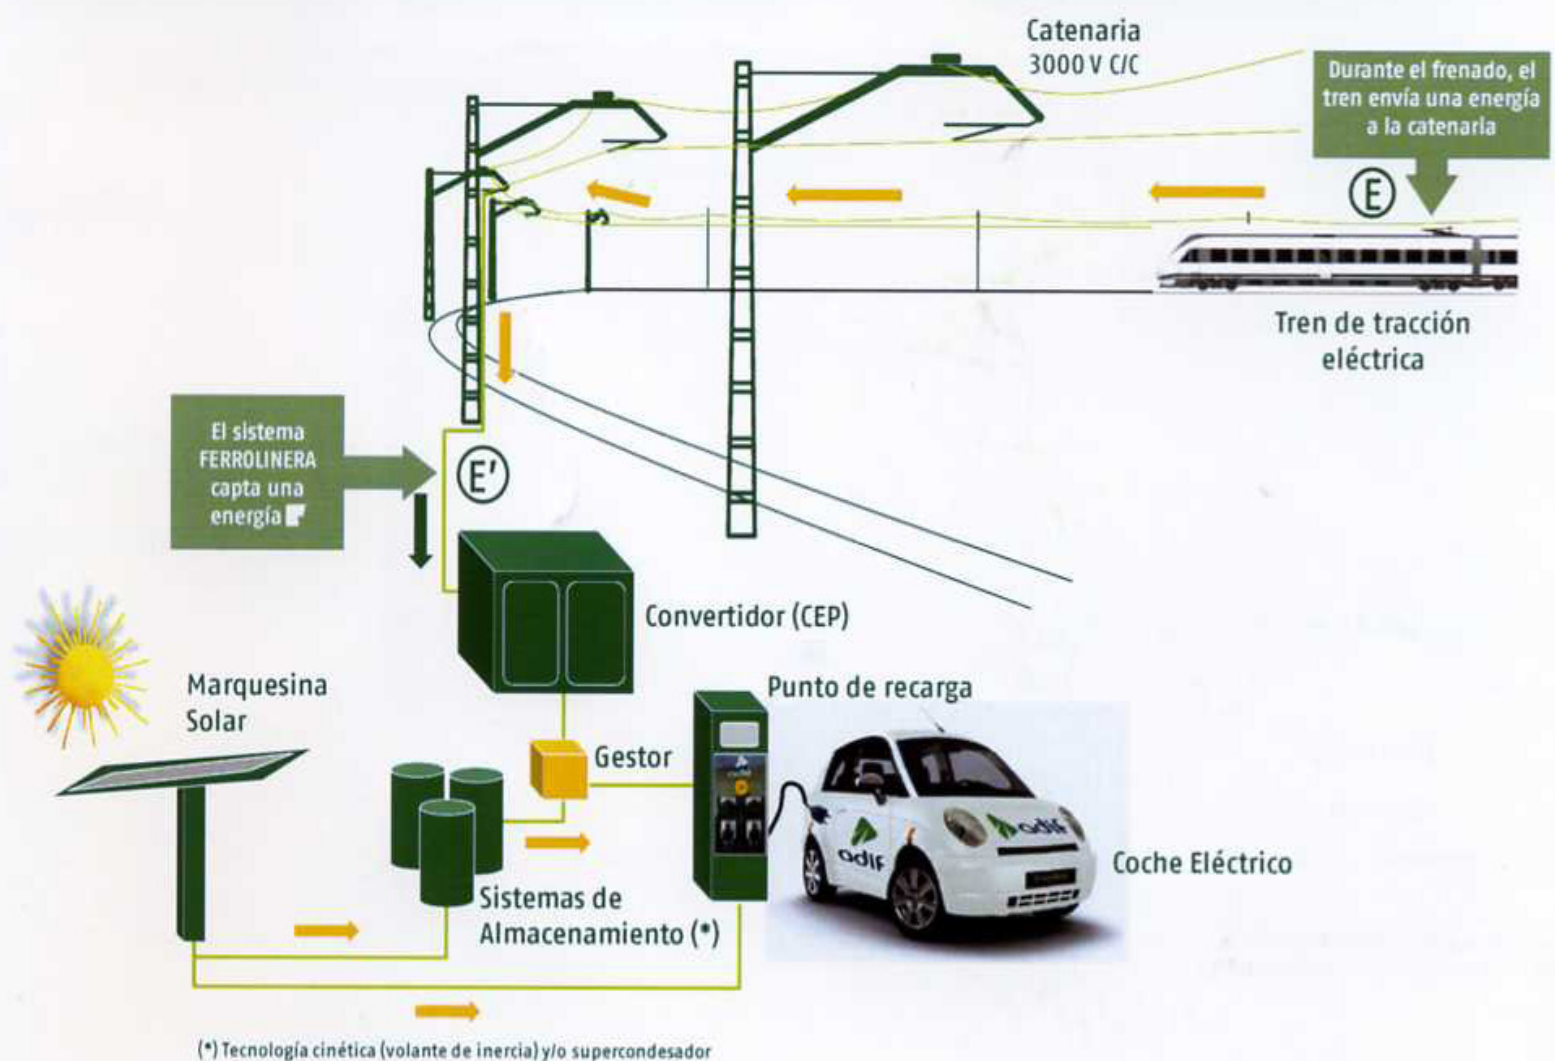 Catenaria
3000 V C/C
Durante el frenado, el
tren envía una energía
a la catenaria
E
Tren de tracción
eléctrica
El sistema
FERROLINERA
capta una
energía
E'
Convertidor (CEP)
Marquesina
Solar
Punto de recarga
Gestor
adif
adif
Coche Eléctrico
Sistemas de
Almacenamiento (*)
(*) Tecnología cinética (volante de inercia) y/o supercondesador